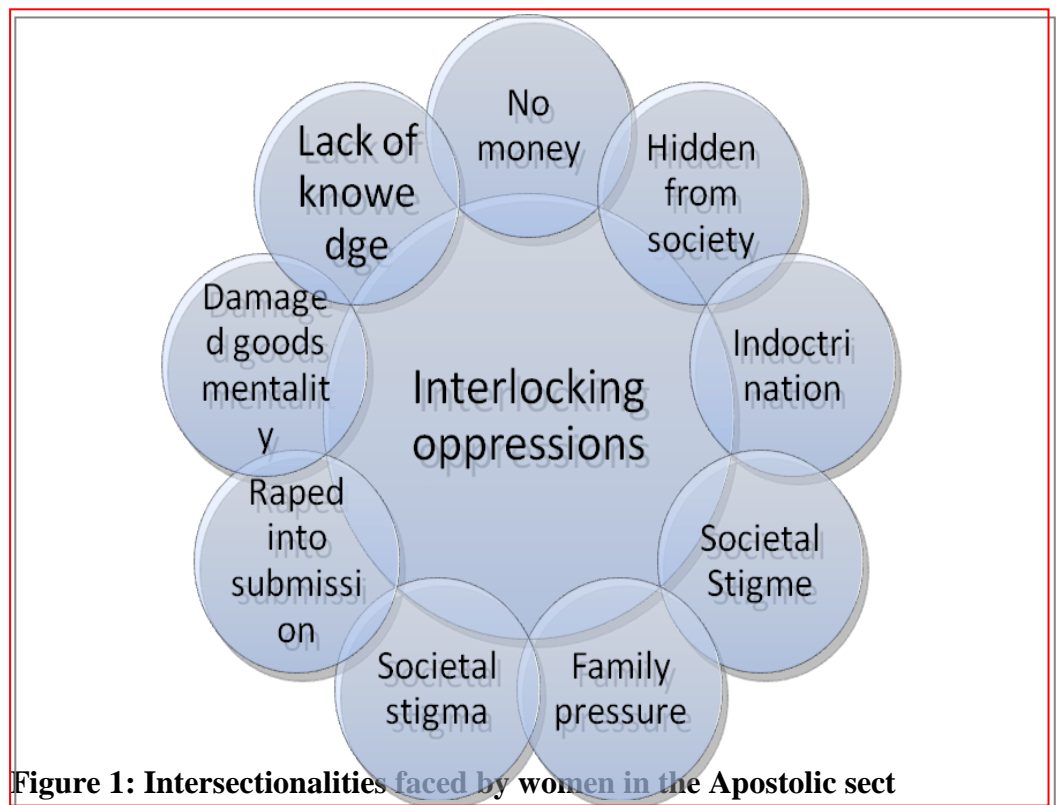 No
money
Hidden
from
society
Indoctri
nation
Societal
Stigme
Family
pressure
Societal
stigma
Raped
into
submissi
on
Damage
d goods
mentalit
y
Lack of
knowe
dge
Interlocking
oppressions
Figure 1: Intersectionalities faced by women in the Apostolic sect